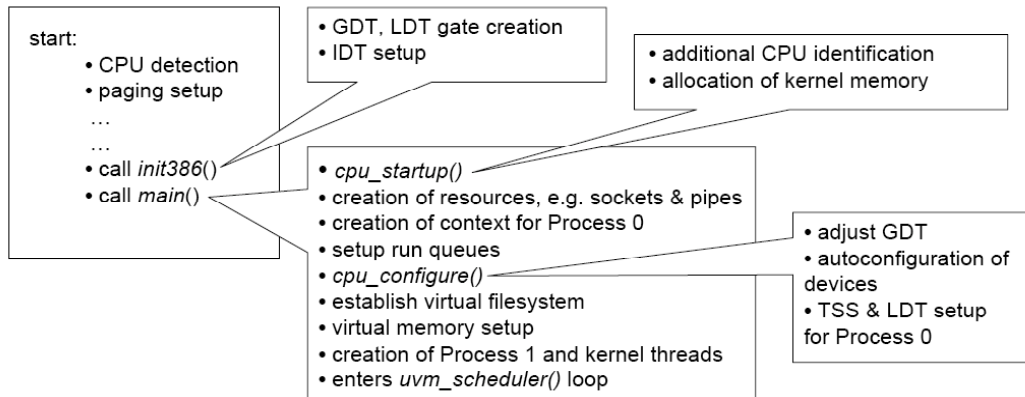 start:
• CPU detection
• paging setup
…
…
• call init386()
• call main()
• GDT, LDT gate creation
• IDT setup
• additional CPU identification
• allocation of kernel memory
• cpu_startup()
• creation of resources, e.g. sockets & pipes
• creation of context for Process 0
• setup run queues
• cpu_configure()
• establish virtual filesystem
• virtual memory setup
• creation of Process 1 and kernel threads
• enters uvm_scheduler() loop
• adjust GDT
• autoconfiguration of
devices
• TSS & LDT setup
for Process 0